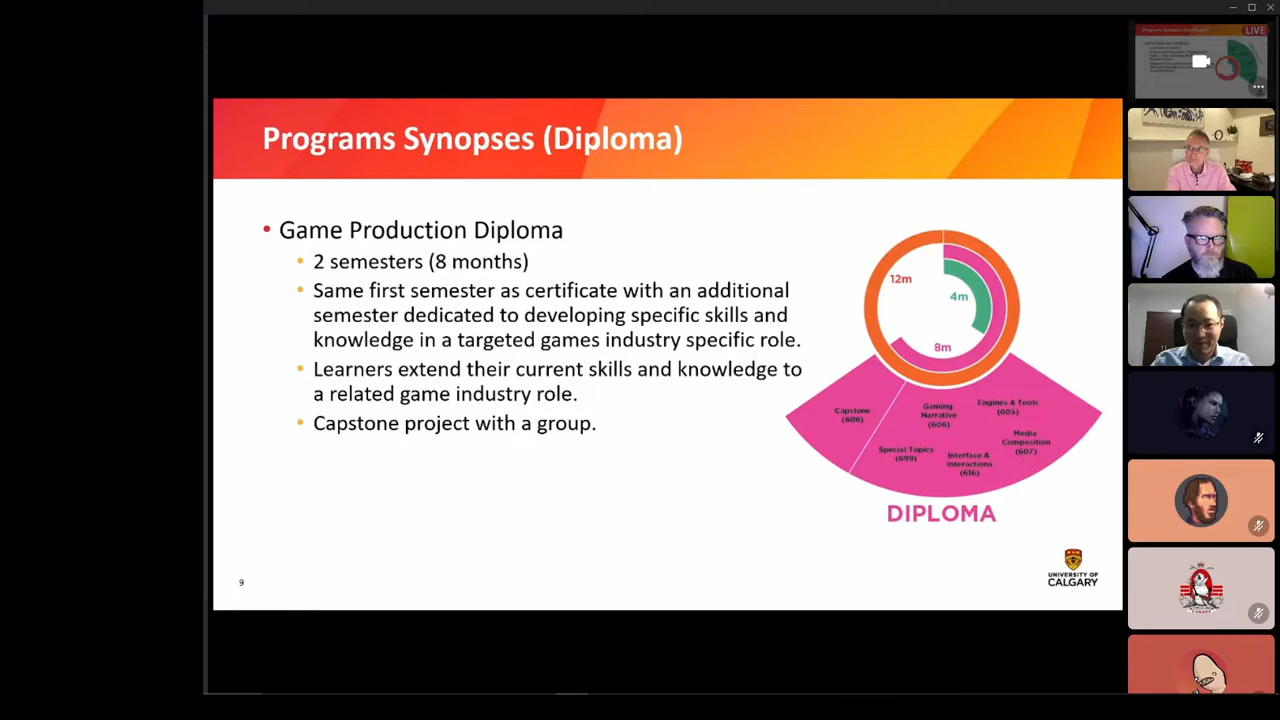 LIVE
Programs Synopses (Diploma)
• Game Production Diploma
• 2 semesters (8 months)
• Same first semester as certificate with an additional
semester dedicated to developing specific skills and
knowledge in a targeted games industry specific role.
• Learners extend their current skills and knowledge to
a related game industry role.
• Capstone project with a group.
12m
4m
8m
Capstone
(608)
Gaming
Narrative
(606)
Engines & Tools
(605)
Media
Composition
(607)
Special Topics
(699)
Interface &
Interactions
(616)
DIPLOMA
UNIVERSITY OF
CALGARY
9
CANADA